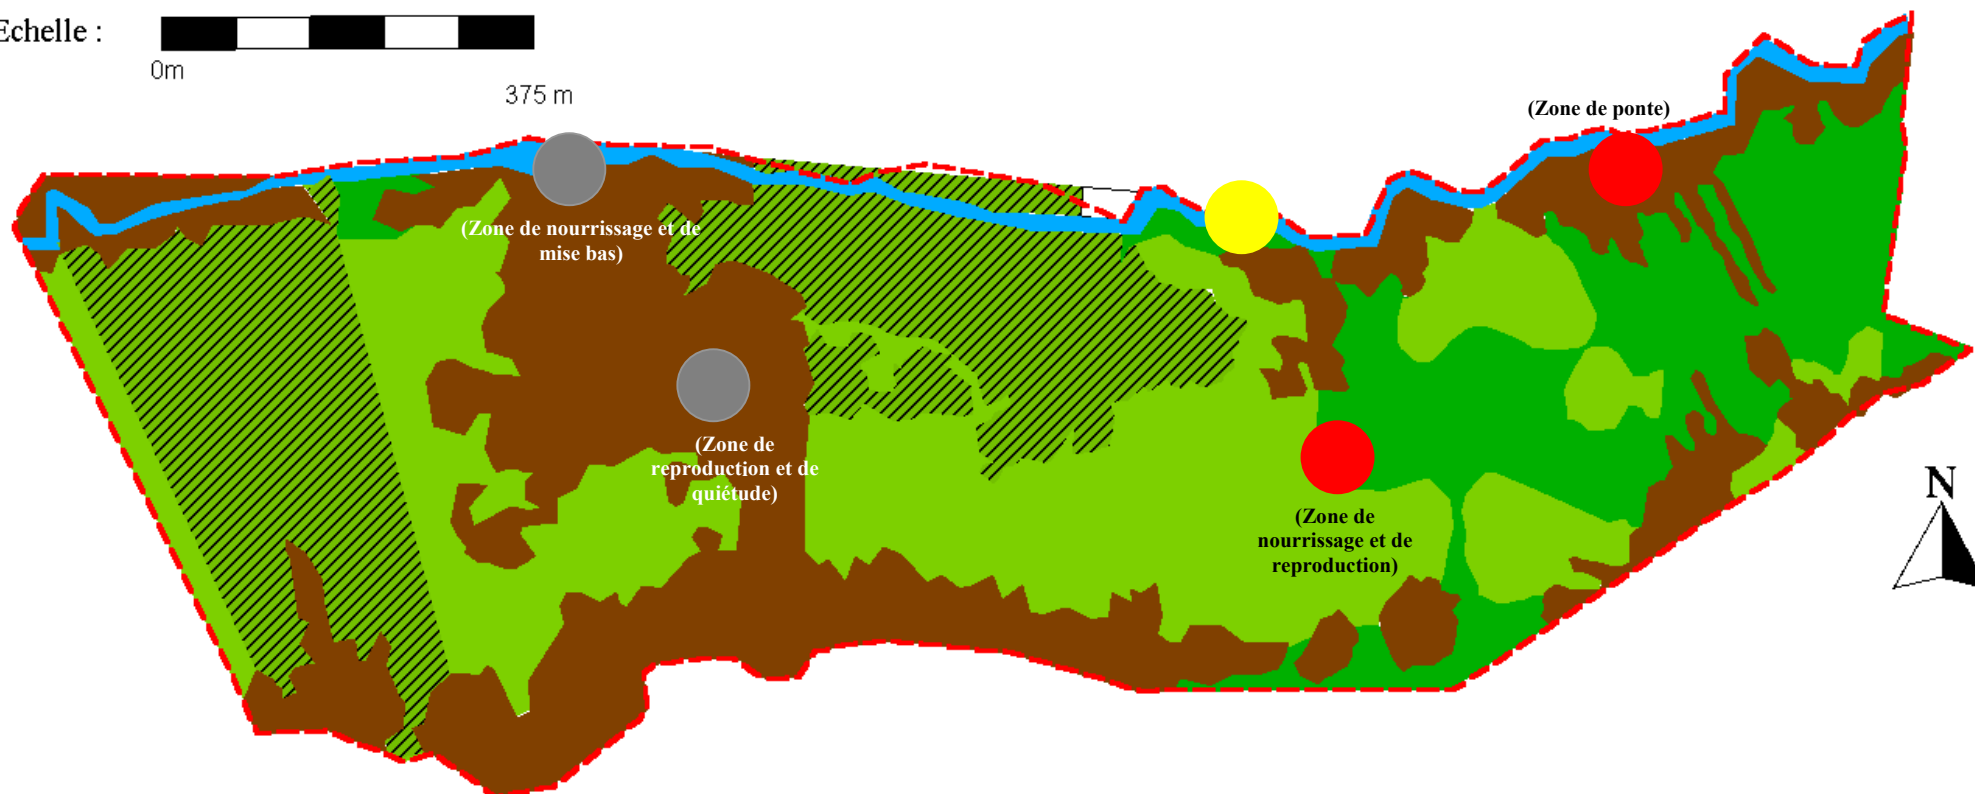 Echelle :
0m
375 m
(Zone de ponte)
(Zone de nourrissage et de
mise bas)
(Zone de
reproduction et de
quiétude)
(Zone de
nourrissage et de
reproduction)
N